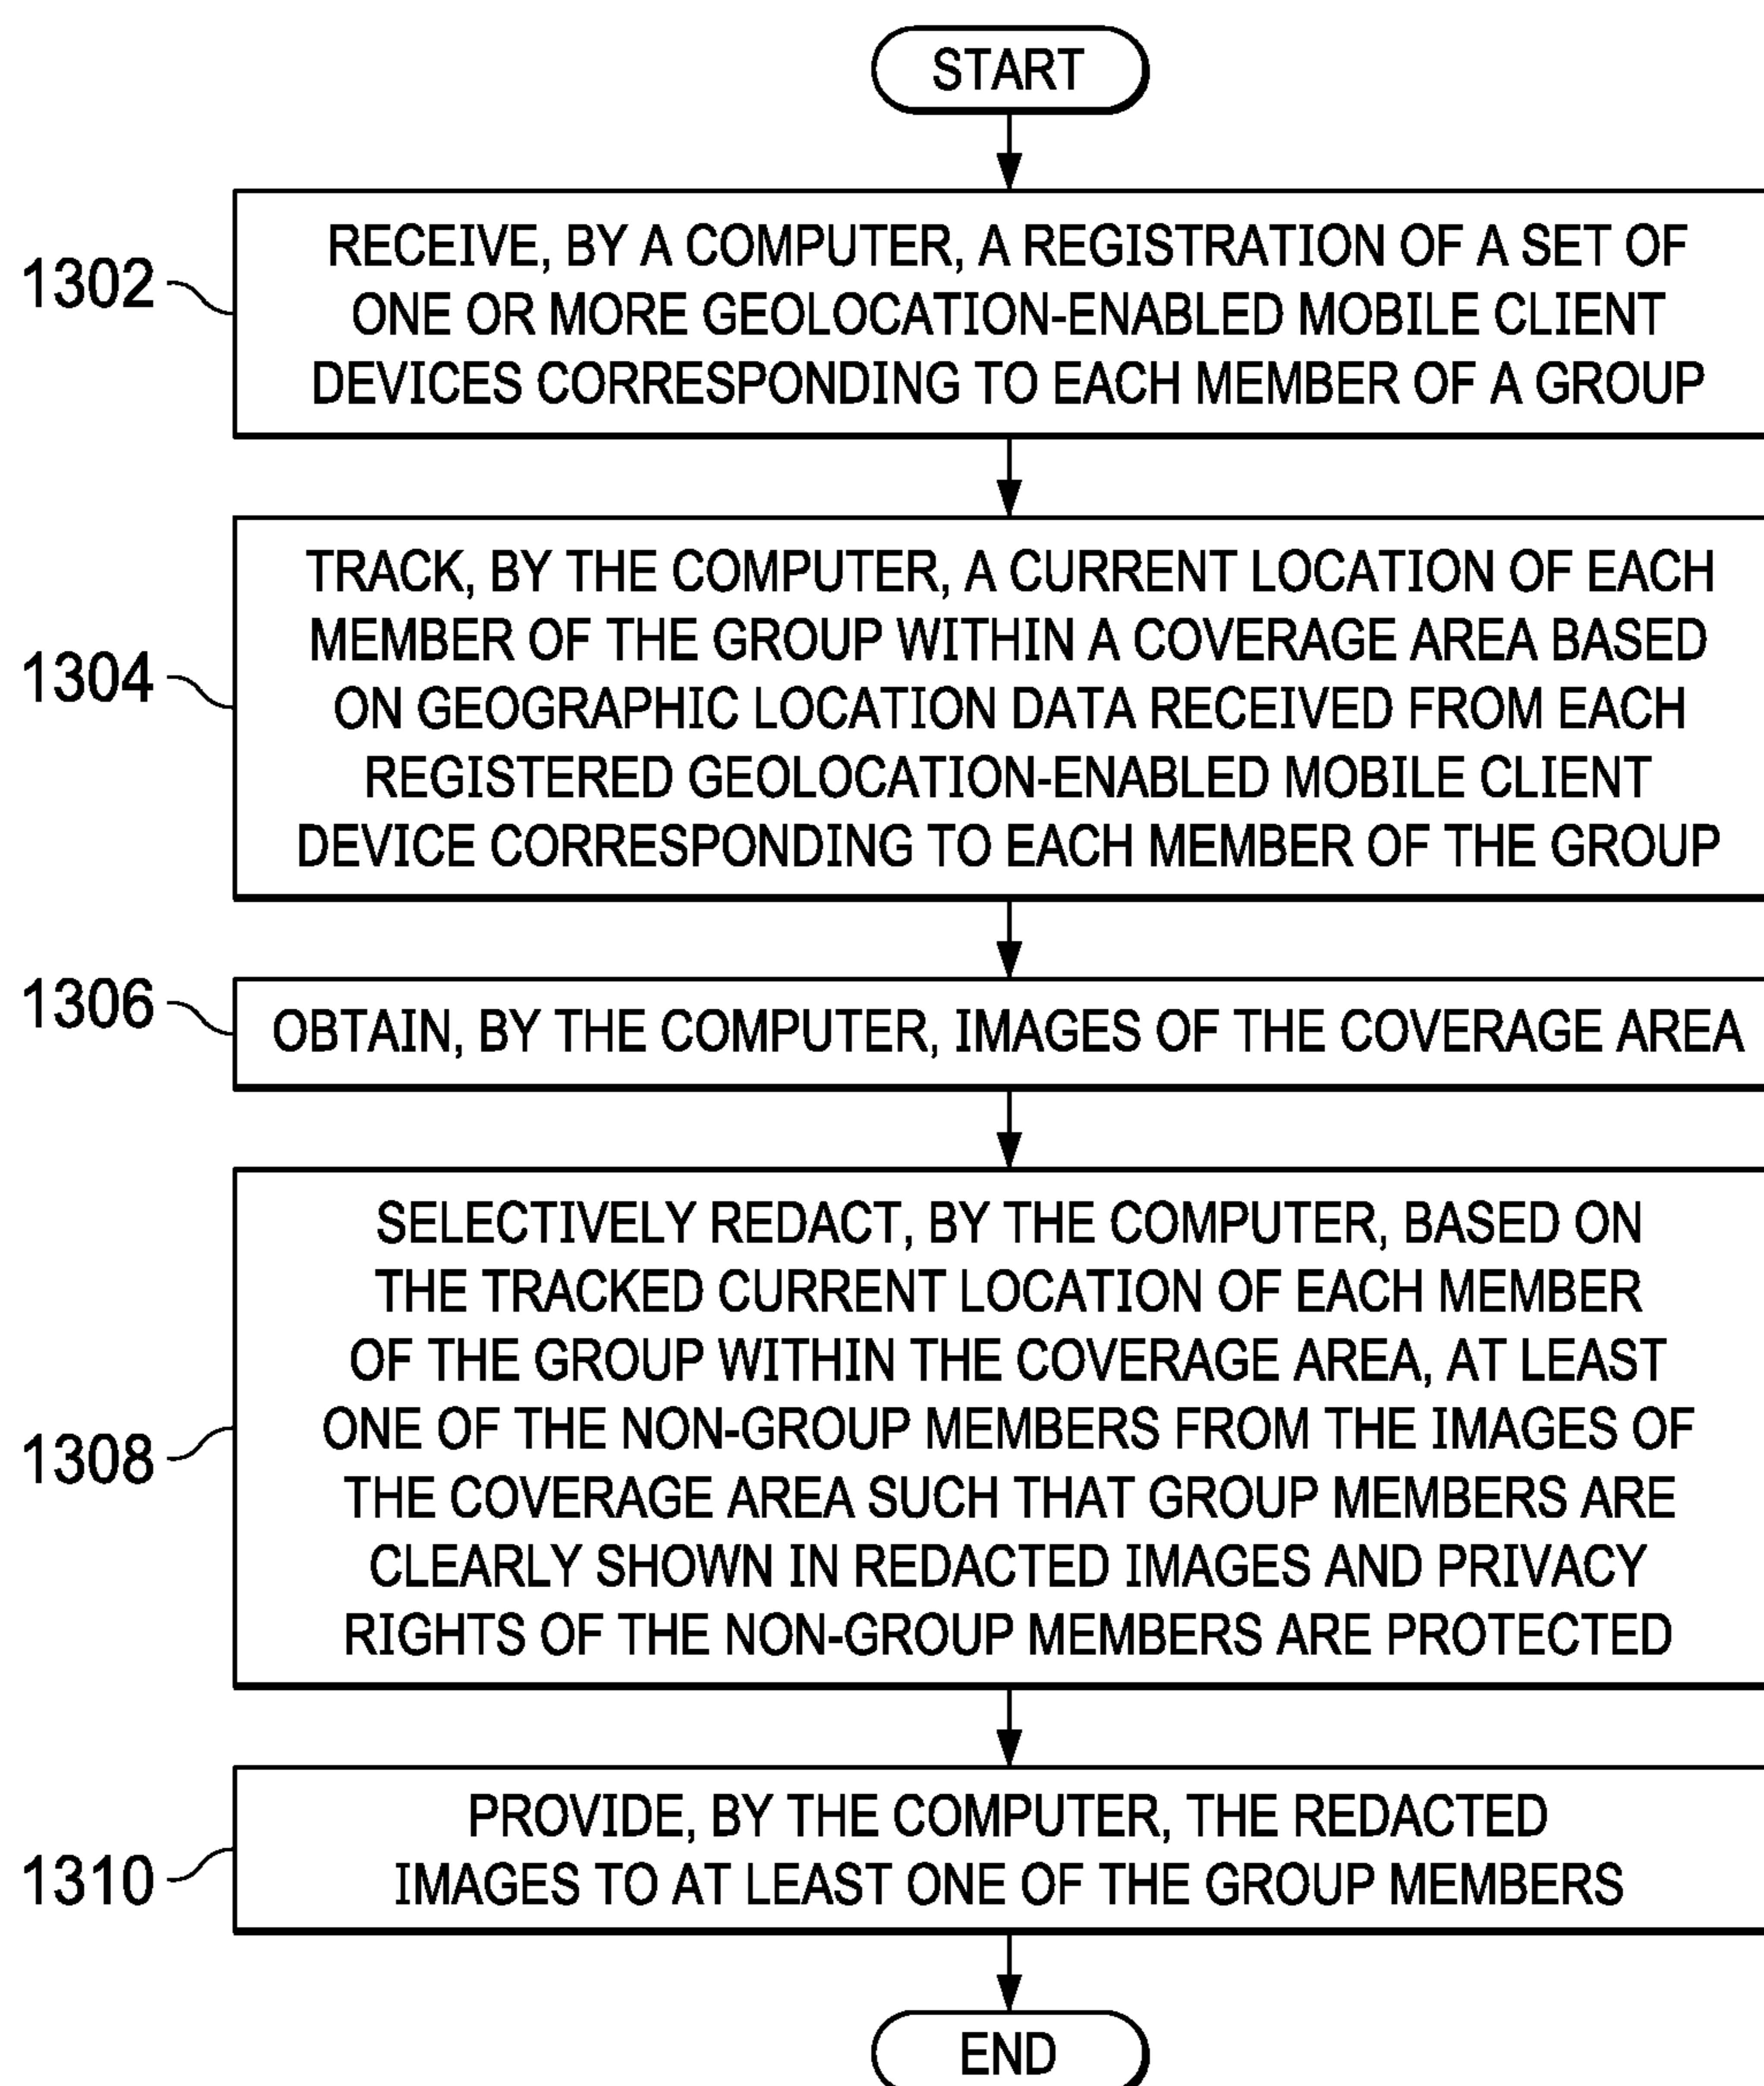 START
1302
RECEIVE, BY A COMPUTER, A REGISTRATION OF A SET OF
ONE OR MORE GEOLOCATION-ENABLED MOBILE CLIENT
DEVICES CORRESPONDING TO EACH MEMBER OF A GROUP
1304
TRACK, BY THE COMPUTER, A CURRENT LOCATION OF EACH
MEMBER OF THE GROUP WITHIN A COVERAGE AREA BASED
ON GEOGRAPHIC LOCATION DATA RECEIVED FROM EACH
REGISTERED GEOLOCATION-ENABLED MOBILE CLIENT
DEVICE CORRESPONDING TO EACH MEMBER OF THE GROUP
1306
OBTAIN, BY THE COMPUTER, IMAGES OF THE COVERAGE AREA
1308
SELECTIVELY REDACT, BY THE COMPUTER, BASED ON
THE TRACKED CURRENT LOCATION OF EACH MEMBER
OF THE GROUP WITHIN THE COVERAGE AREA, AT LEAST
ONE OF THE NON-GROUP MEMBERS FROM THE IMAGES OF
THE COVERAGE AREA SUCH THAT GROUP MEMBERS ARE
CLEARLY SHOWN IN REDACTED IMAGES AND PRIVACY
RIGHTS OF THE NON-GROUP MEMBERS ARE PROTECTED
1310
PROVIDE, BY THE COMPUTER, THE REDACTED
IMAGES TO AT LEAST ONE OF THE GROUP MEMBERS
END